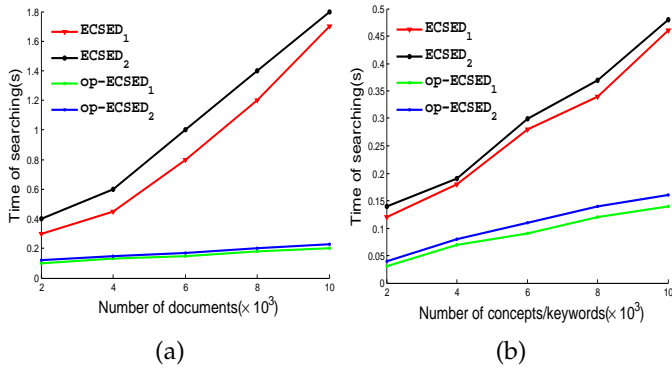 1.8
1.6
1.4
1.2
1
0.8
0.6
0.4
0.2
0
2
4
6
8
10
Time of searching(s)
Number of documents(×10³)
ECSED₁
ECSED₂
op-ECSED₁
op-ECSED₂
(a)
0.5
0.45
0.4
0.35
0.3
0.25
0.2
0.15
0.1
0.05
0
2
4
6
8
10
Time of searching(s)
Number of concepts/keywords(×10³)
ECSED₁
ECSED₂
op-ECSED₁
op-ECSED₂
(b)